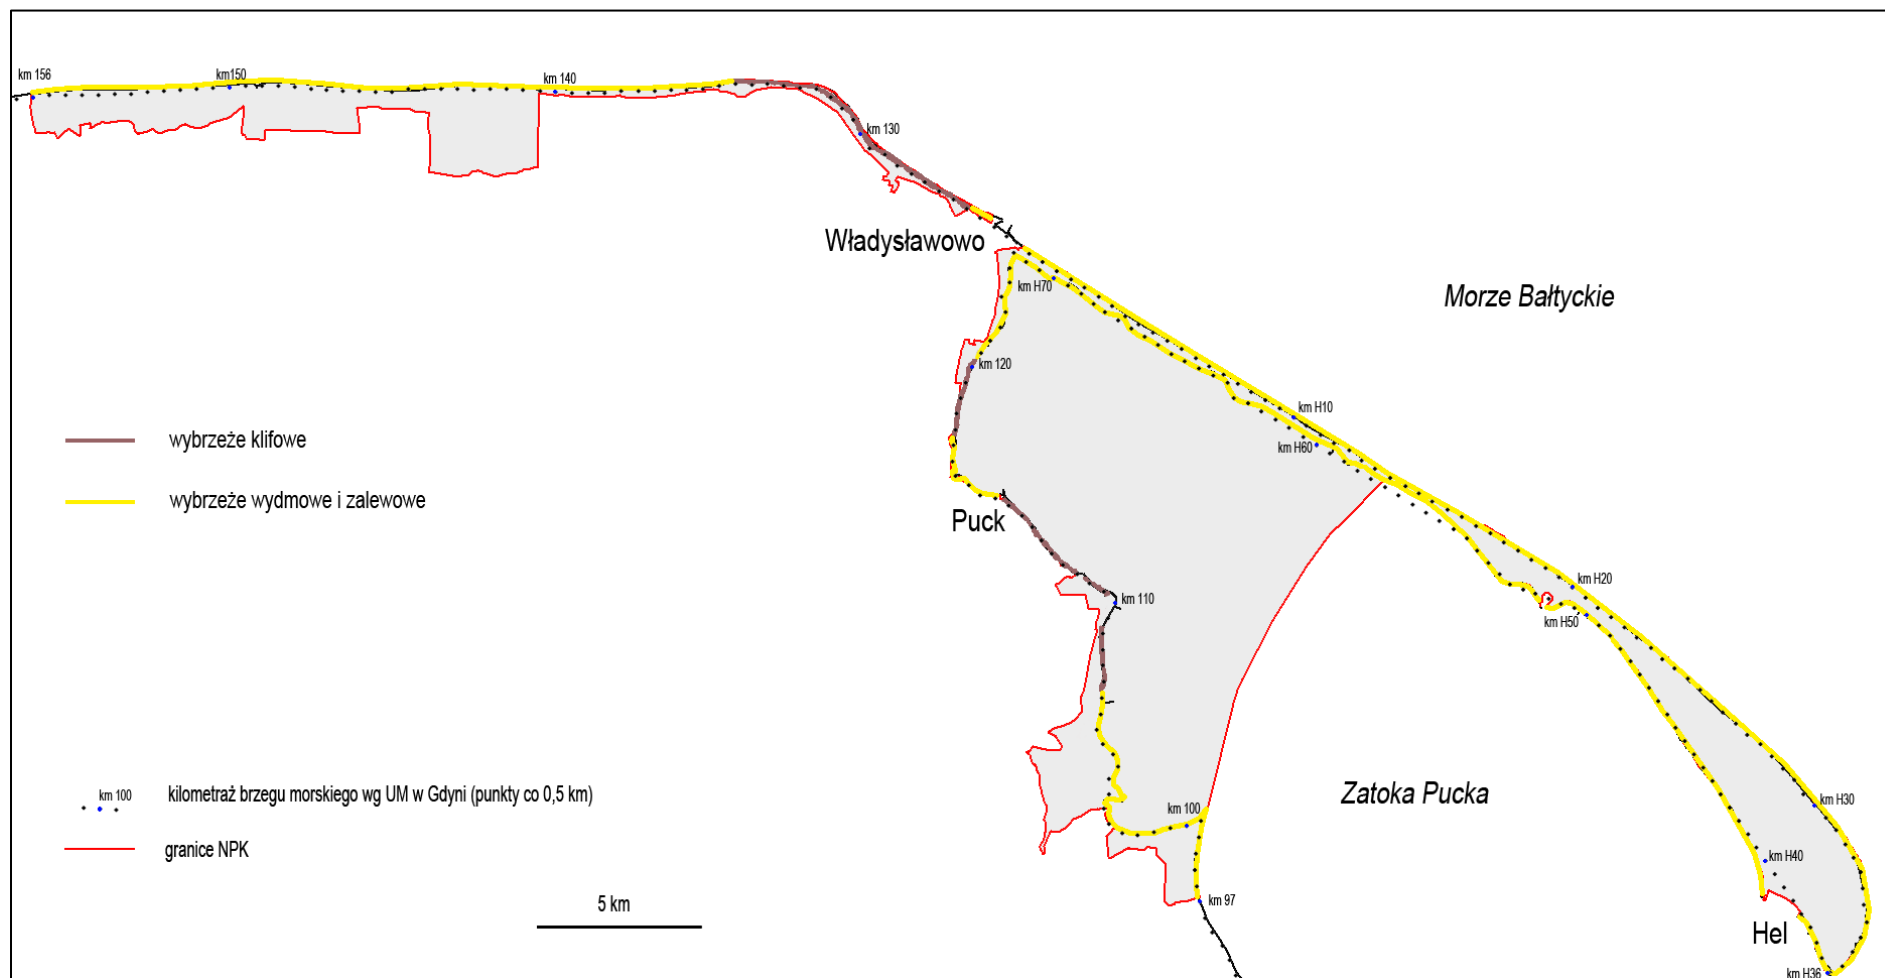 km 156
km150
km 140
km 130
Władysławowo
km H70
Morze Bałtyckie
km 120
km H10
km H60
wybrzeże klifowe
wybrzeże wydmowe i zalewowe
Puck
km H20
km 110
km H50
Zatoka Pucka
km 100
kilometraż brzegu morskiego wg UM w Gdyni (punkty co 0,5 km)
km 100
km H30
granice NPK
km H40
km 97
5 km
Hel
km H36